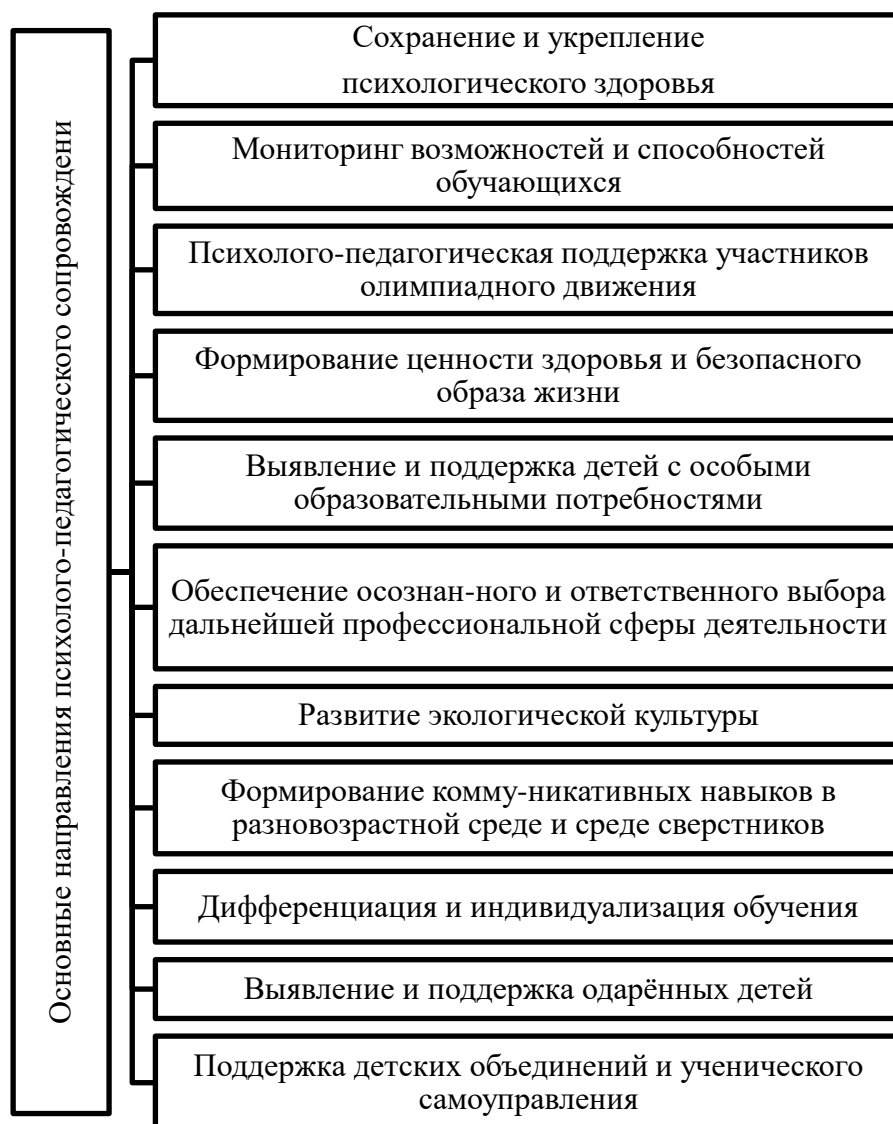 Основные направления психолого-педагогического сопровождени
Сохранение и укрепление
психологического здоровья
Мониторинг возможностей и способностей
обучающихся
Психолого-педагогическая поддержка участников
олимпиадного движения
Формирование ценности здоровья и безопасного
образа жизни
Выявление и поддержка детей с особыми
образовательными потребностями
Обеспечение осознан-ного и ответственного выбора
дальнейшей профессиональной сферы деятельности
Развитие экологической культуры
Формирование комму-никативных навыков в
разновозрастной среде и среде сверстников
Дифференциация и индивидуализация обучения
Выявление и поддержка одарённых детей
Поддержка детских объединений и ученического
самоуправления